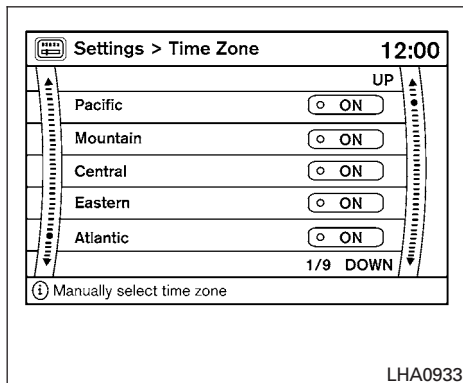 Settings > Time Zone 12:00
UP
Pacific ON
Mountain ON
Central ON
Eastern ON
Atlantic ON
1/9 DOWN
i Manually select time zone
LHA0933